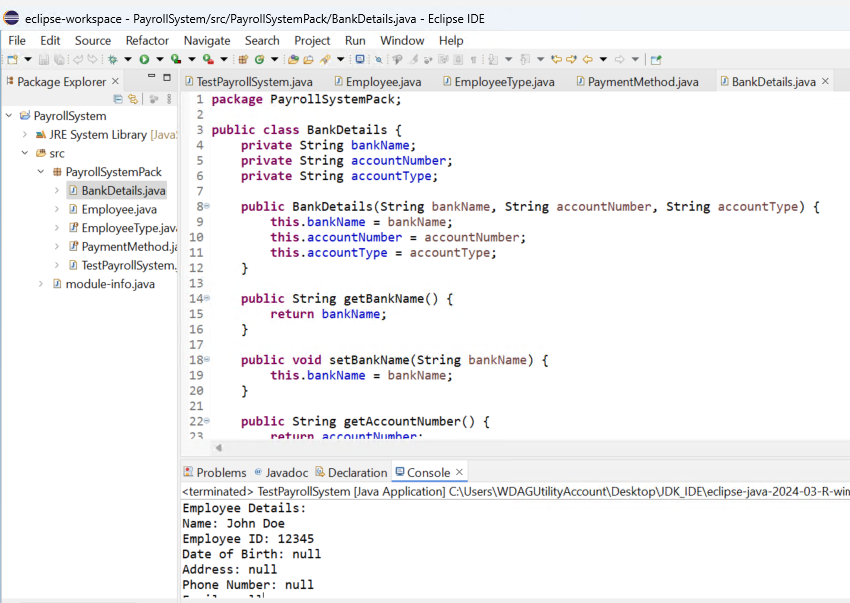 eclipse-workspace - PayrollSystem/src/PayrollSystemPack/BankDetails.java - Eclipse IDE
File Edit Source Refactor Navigate Search Project Run Window Help
Package Explorer
TestPayrollSystem.java Employee.java EmployeeType.java PaymentMethod.java BankDetails.java
PayrollSystem
JRE System Library [Java
src
PayrollSystemPack
BankDetails.java
Employee.java
EmployeeType.java
PaymentMethod.ja
TestPayrollSystem.
module-info.java
1 package PayrollSystemPack;
2
3 public class BankDetails {
4 private String bankName;
5 private String accountNumber;
6 private String accountType;
7
8 public BankDetails(String bankName, String accountNumber, String accountType) {
9 this.bankName = bankName;
10 this.accountNumber = accountNumber;
11 this.accountType = accountType;
12 }
13
14 public String getBankName() {
15 return bankName;
16 }
17
18 public void setBankName(String bankName) {
19 this.bankName = bankName;
20 }
21
22 public String getAccountNumber() {
23 return accountNumber;
Problems Javadoc Declaration Console
<terminated> TestPayrollSystem [Java Application] C:\Users\WDAGUtilityAccount\Desktop\JDK_IDE\eclipse-java-2024-03-R-win
Employee Details:
Name: John Doe
Employee ID: 12345
Date of Birth: null
Address: null
Phone Number: null